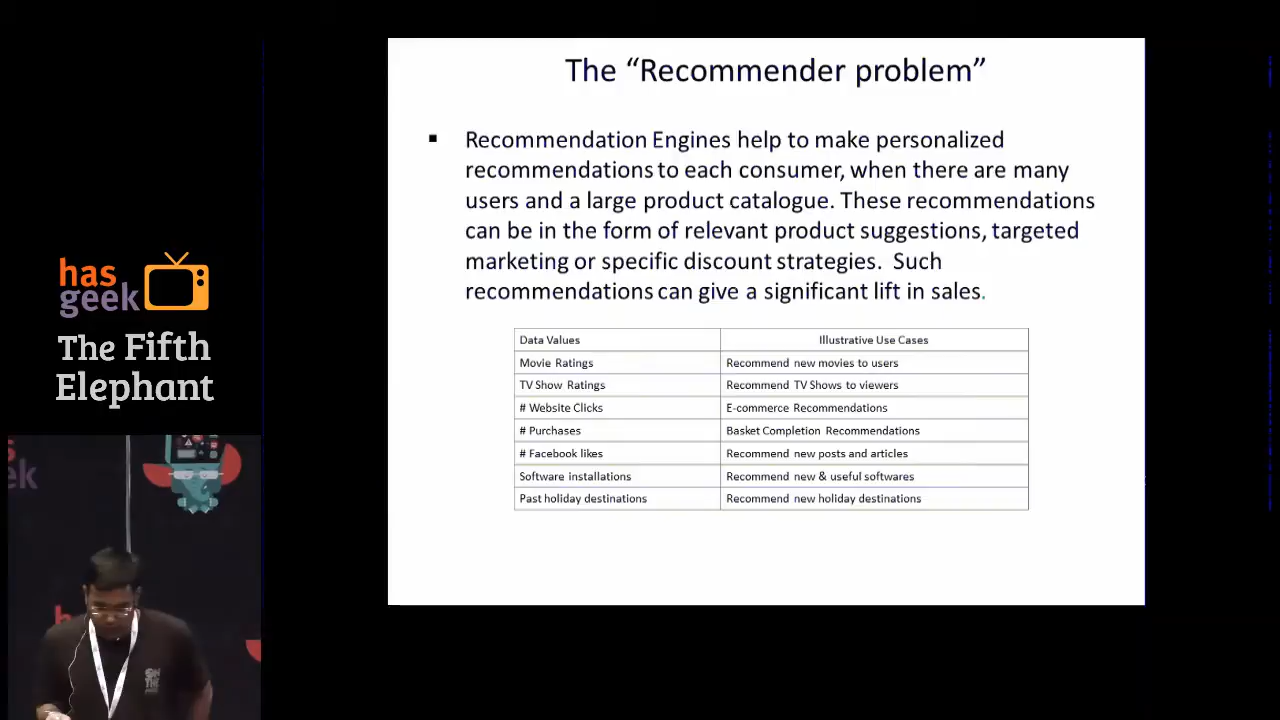 The “Recommender problem”
Recommendation Engines help to make personalized
recommendations to each consumer, when there are many
users and a large product catalogue. These recommendations
can be in the form of relevant product suggestions, targeted
marketing or specific discount strategies. Such
recommendations can give a significant lift in sales.
Data Values Illustrative Use Cases
Movie Ratings Recommend new movies to users
TV Show Ratings Recommend TV Shows to viewers
# Website Clicks E-commerce Recommendations
# Purchases Basket Completion Recommendations
# Facebook likes Recommend new posts and articles
Software installations Recommend new & useful softwares
Past holiday destinations Recommend new holiday destinations
has
geek
The Fifth
Elephant